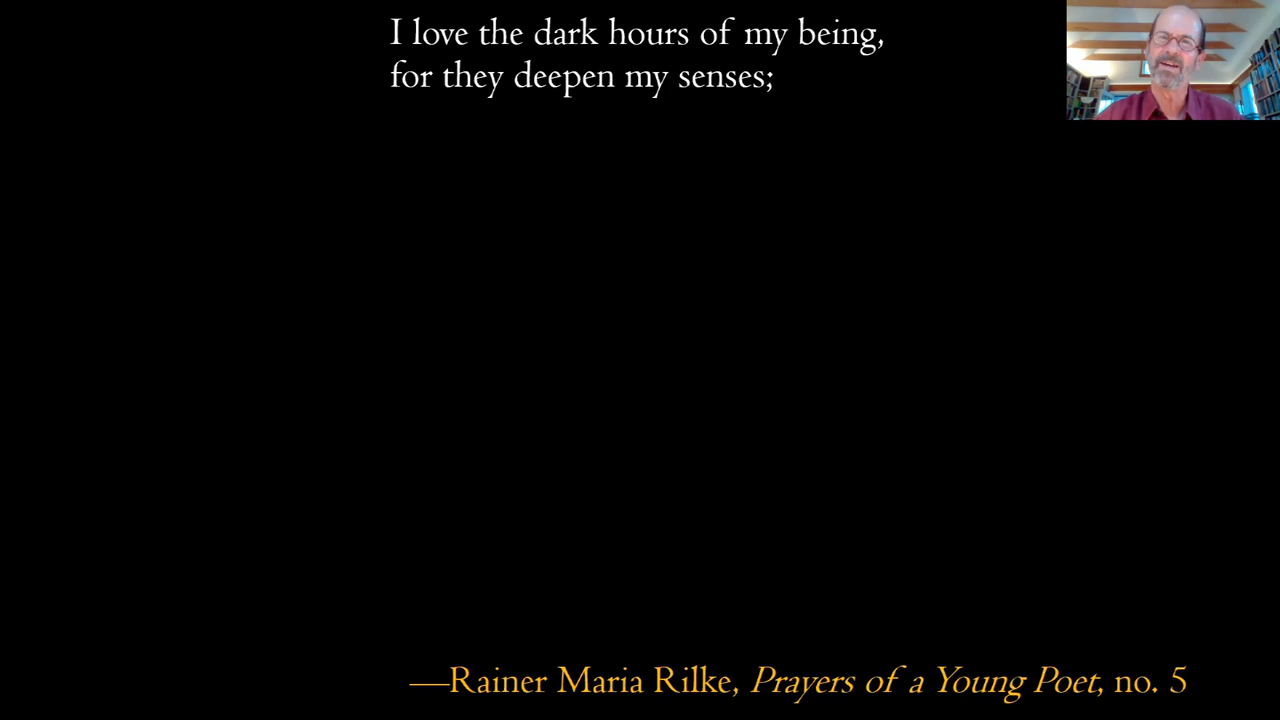 I love the dark hours of my being,
for they deepen my senses;
—Rainer Maria Rilke, Prayers of a Young Poet, no. 5